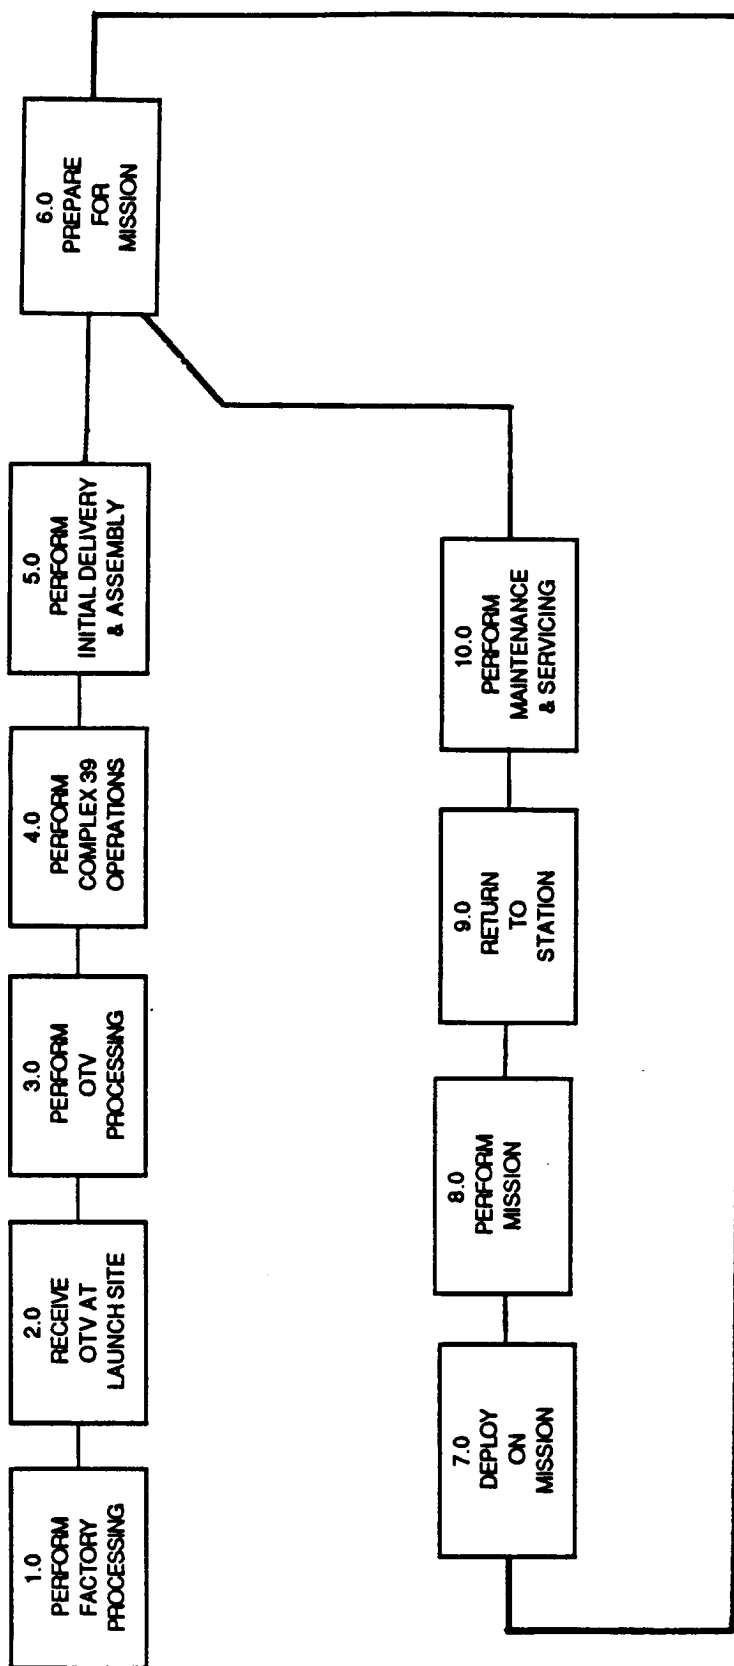 1.0
PERFORM
FACTORY
PROCESSING
2.0
RECEIVE
OTV AT
LAUNCH SITE
3.0
PERFORM
OTV
PROCESSING
4.0
PERFORM
COMPLEX 39
OPERATIONS
5.0
PERFORM
INITIAL DELIVERY
& ASSEMBLY
6.0
PREPARE
FOR
MISSION
7.0
DEPLOY
ON
MISSION
8.0
PERFORM
MISSION
9.0
RETURN
TO
STATION
10.0
PERFORM
MAINTENANCE
& SERVICING